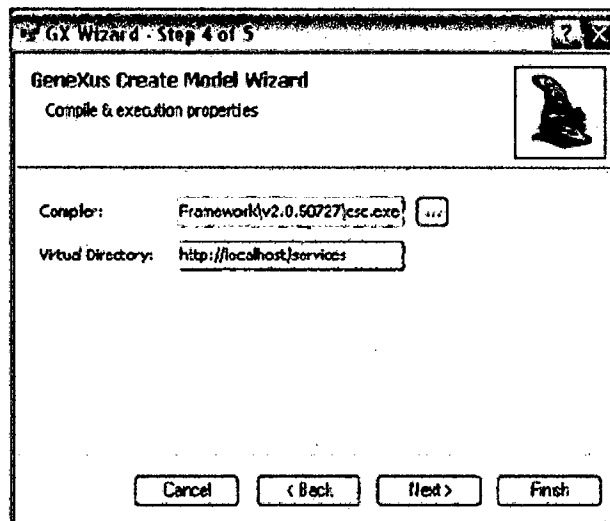 GX Wizard - Step 4 of 5
GeneXus Create Model Wizard
Compile & execution properties
Compiler: Framework\v2.0.50727\csc.exe ...
Virtual Directory: http://localhost/services
Cancel < Back Next > Finish